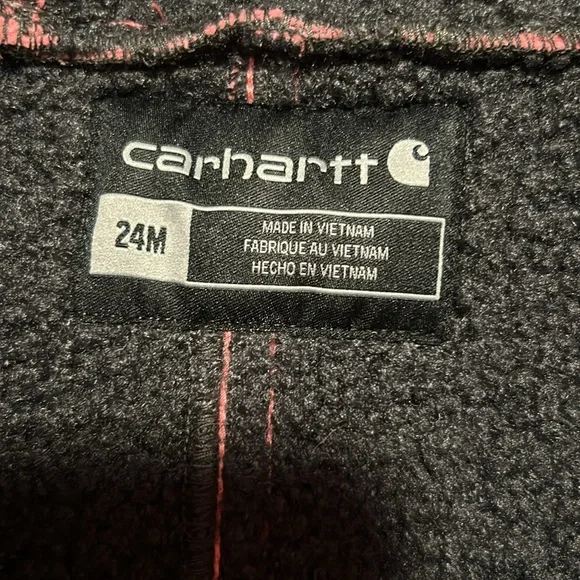 carhartt
24M
MADE IN VIETNAM
FABRIQUE AU VIETNAM
HECHO EN VIETNAM